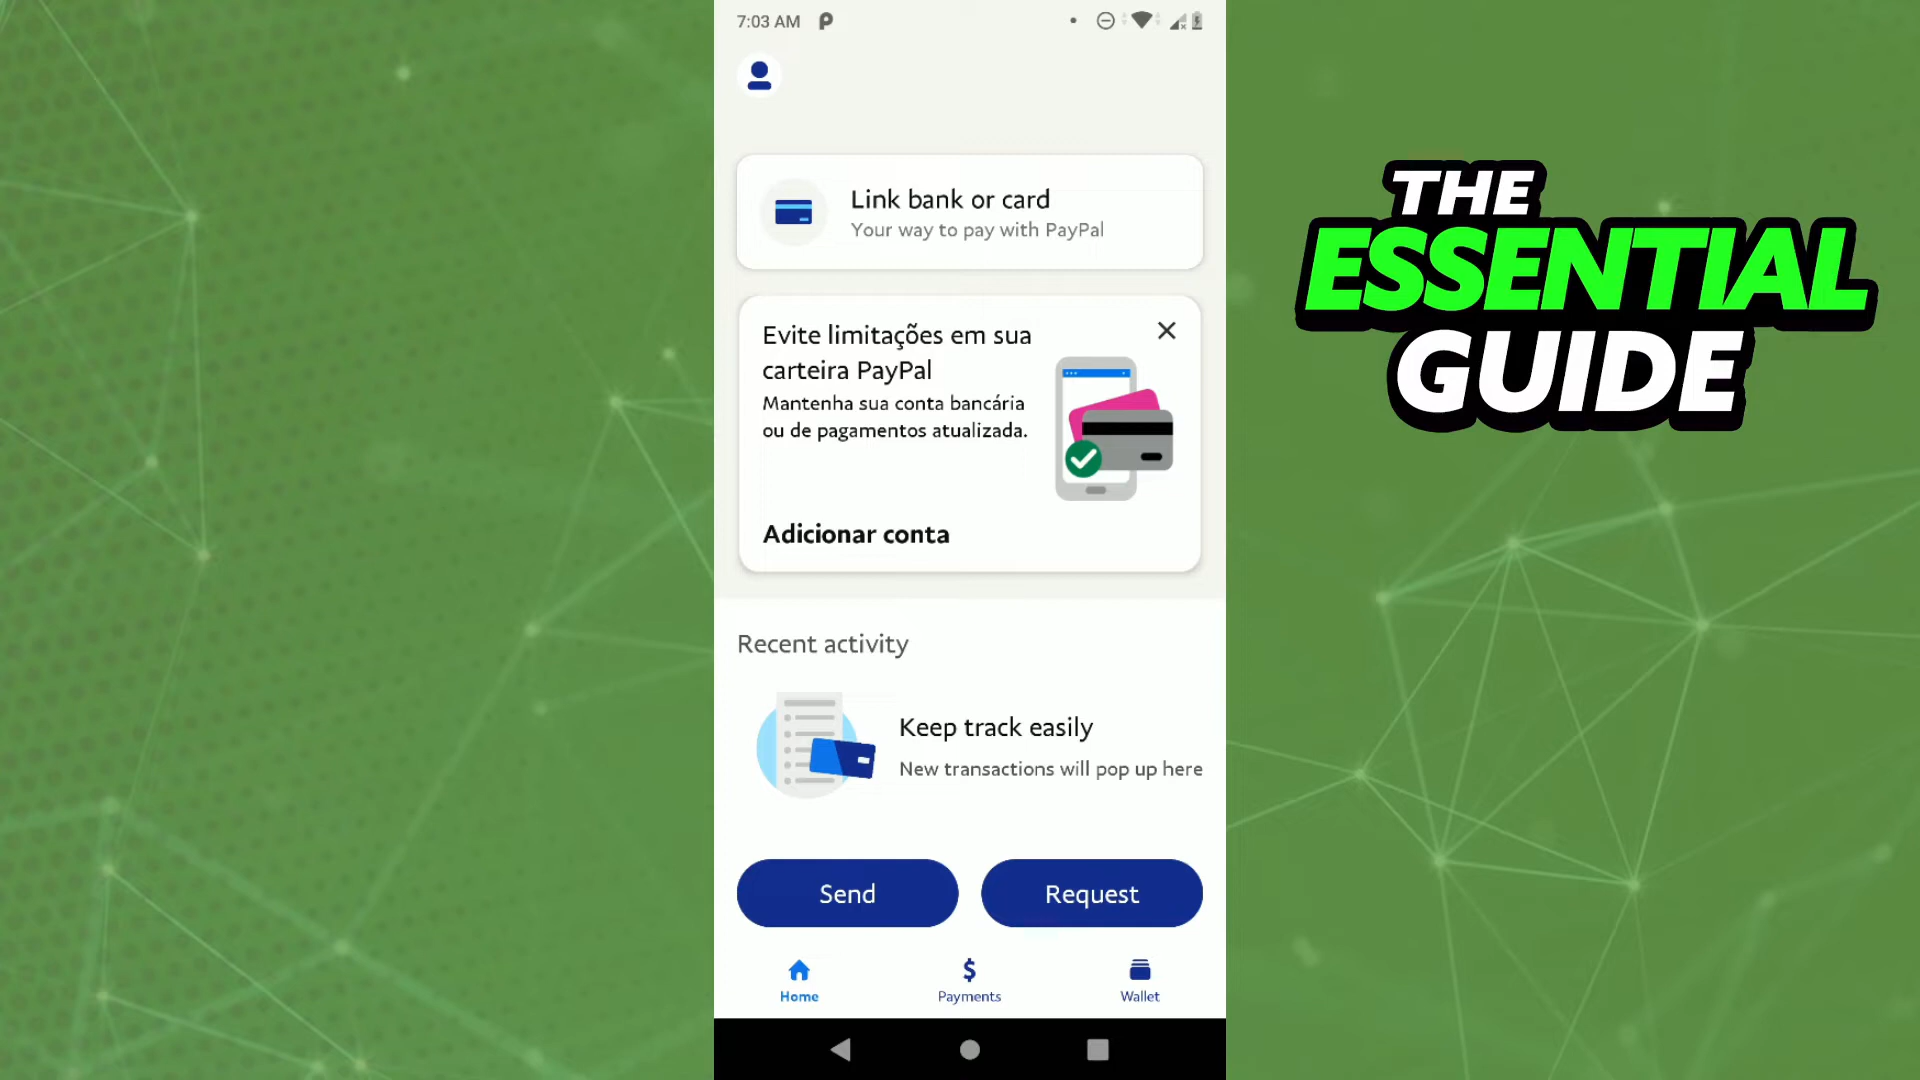 7:03 AM
Link bank or card
Your way to pay with PayPal
Evite limitações em sua
carteira PayPal
Mantenha sua conta bancária
ou de pagamentos atualizada.
Adicionar conta
Recent activity
Keep track easily
New transactions will pop up here
Send
Request
Home
Payments
Wallet
THE
ESSENTIAL
GUIDE